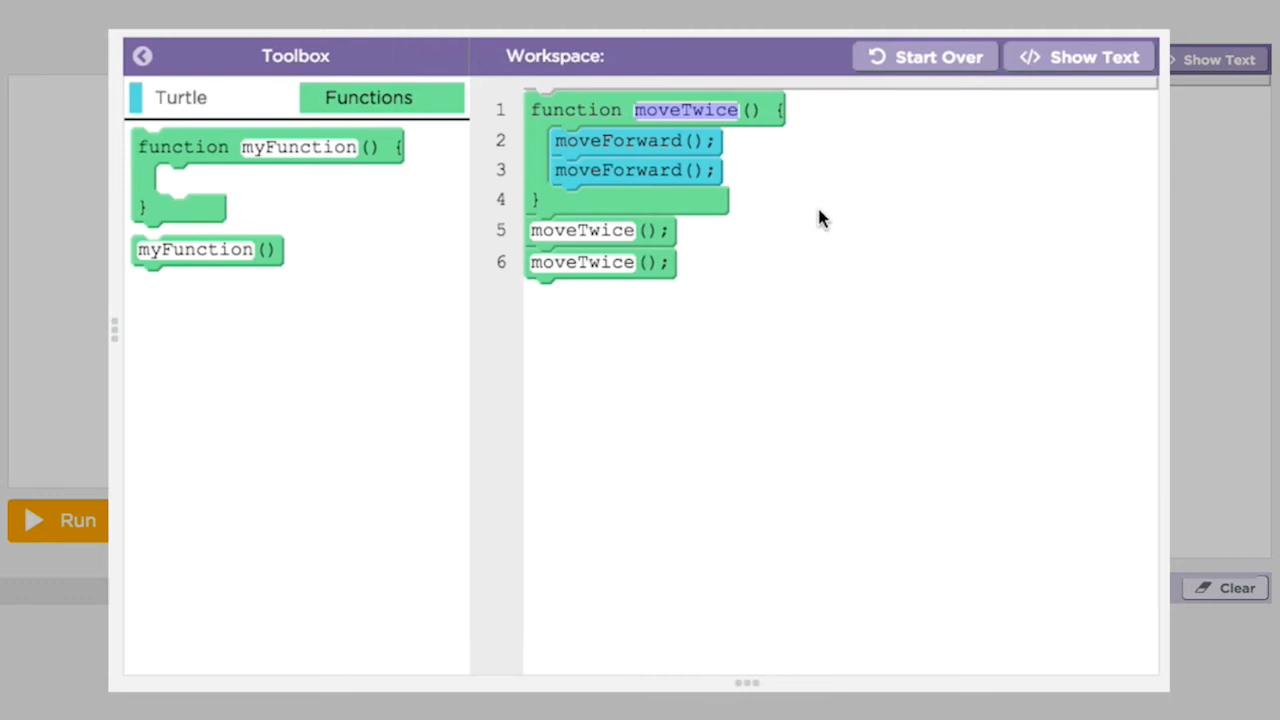 Toolbox
Workspace:
Start Over
</> Show Text
Show Text
Turtle
Functions
function myFunction() {
}
myFunction()
1 function moveTwice() {
2 moveForward();
3 moveForward();
4 }
5 moveTwice();
6 moveTwice();
Run
Clear